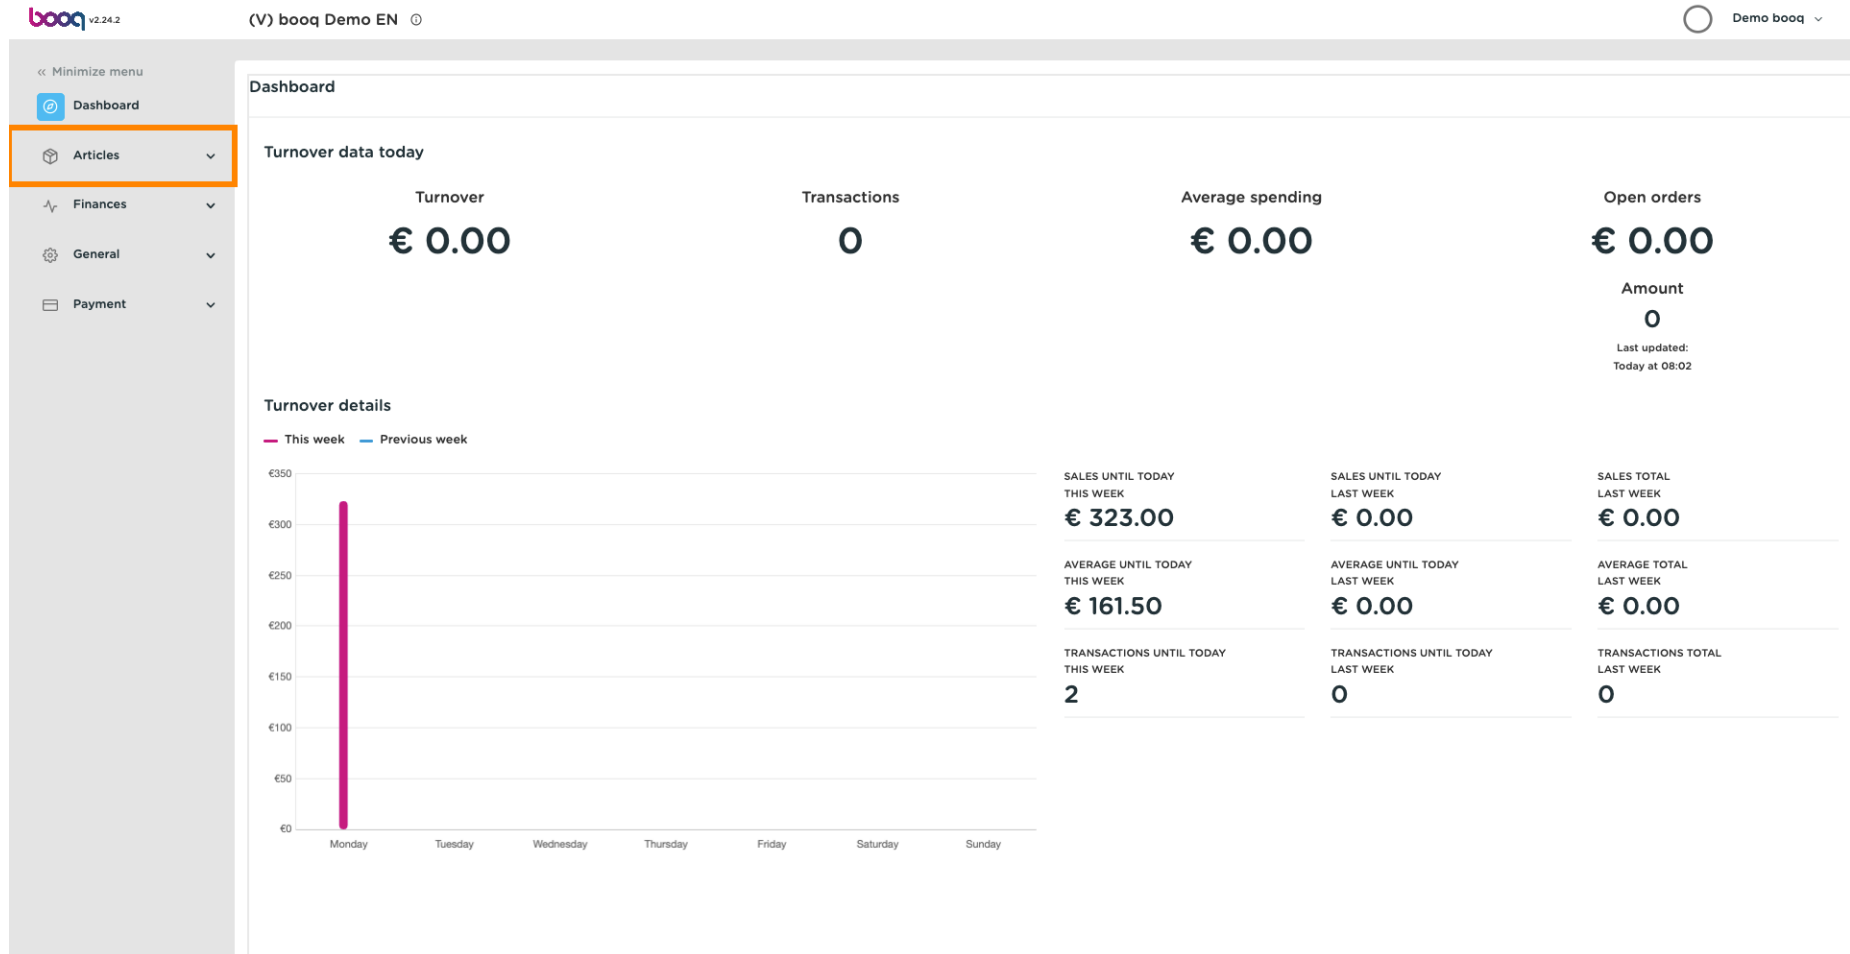 booq v2.24.2
(V) booq Demo EN
Demo booq
Minimize menu
Dashboard
Articles
Finances
General
Payment
Dashboard
Turnover data today
Turnover
€ 0.00
Transactions
0
Average spending
€ 0.00
Open orders
€ 0.00
Amount
0
Last updated:
Today at 08:02
Turnover details
This week
Previous week
€350
€300
€250
€200
€150
€100
€50
€0
Monday
Tuesday
Wednesday
Thursday
Friday
Saturday
Sunday
SALES UNTIL TODAY
THIS WEEK
€ 323.00
SALES UNTIL TODAY
LAST WEEK
€ 0.00
SALES TOTAL
LAST WEEK
€ 0.00
AVERAGE UNTIL TODAY
THIS WEEK
€ 161.50
AVERAGE UNTIL TODAY
LAST WEEK
€ 0.00
AVERAGE TOTAL
LAST WEEK
€ 0.00
TRANSACTIONS UNTIL TODAY
THIS WEEK
2
TRANSACTIONS UNTIL TODAY
LAST WEEK
0
TRANSACTIONS TOTAL
LAST WEEK
0